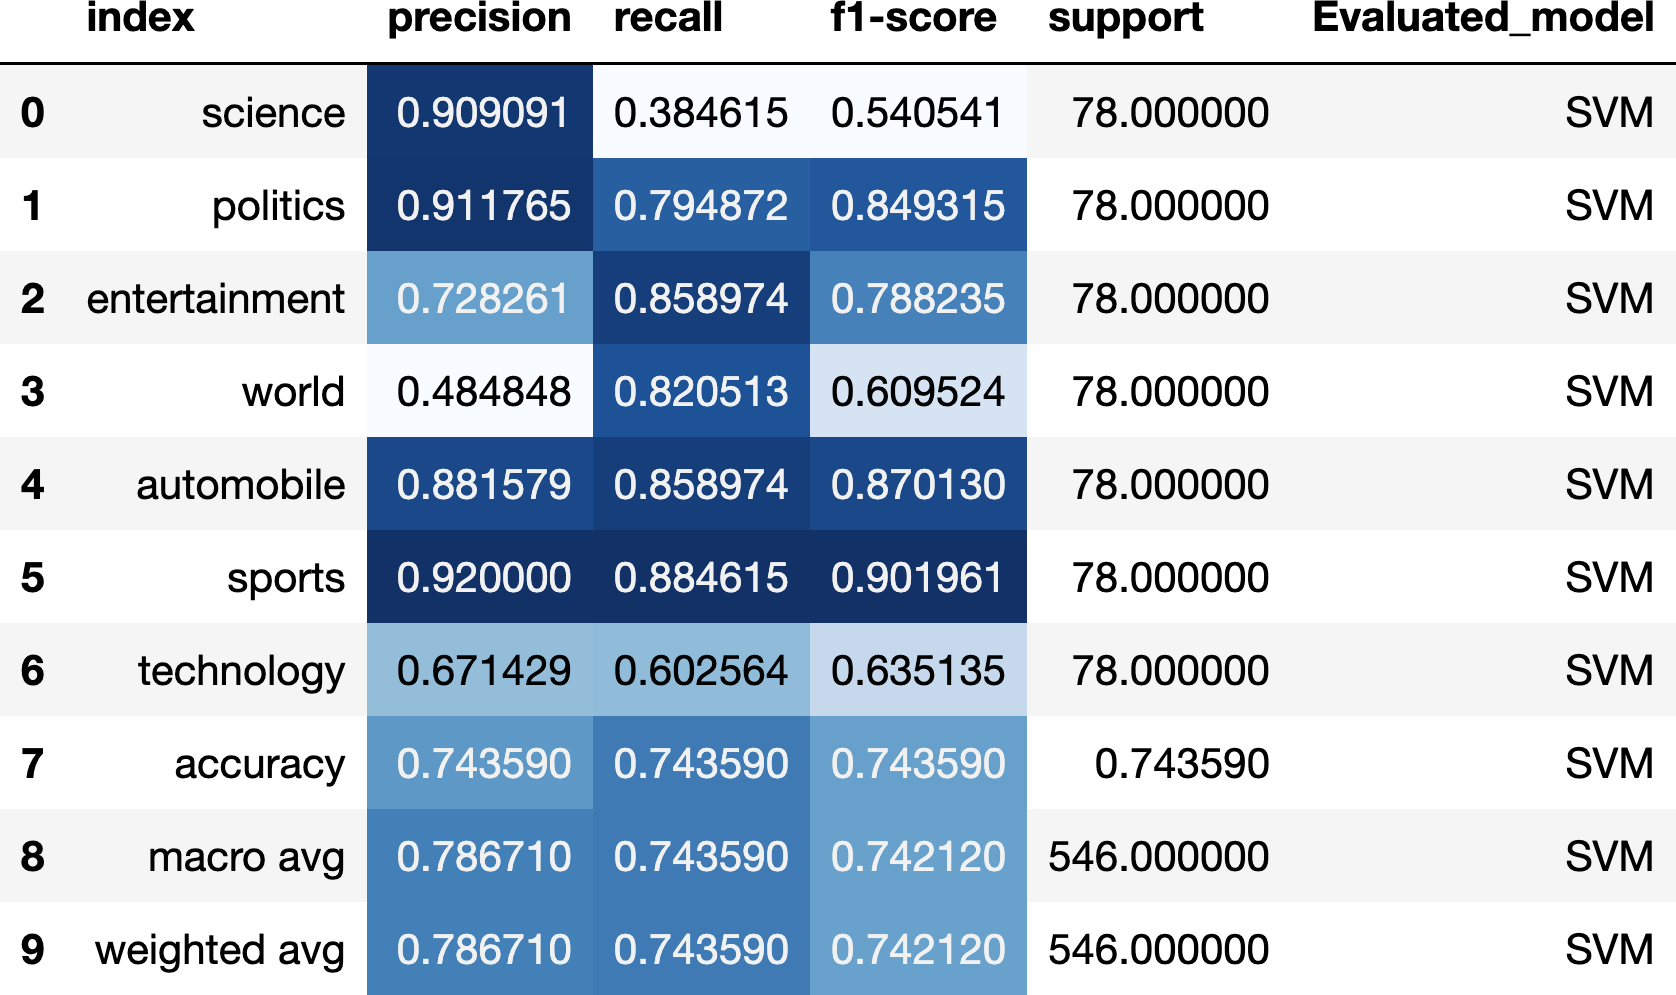 index precision recall f1-score support Evaluated_model
0 science 0.909091 0.384615 0.540541 78.000000 SVM
1 politics 0.911765 0.794872 0.849315 78.000000 SVM
2 entertainment 0.728261 0.858974 0.788235 78.000000 SVM
3 world 0.484848 0.820513 0.609524 78.000000 SVM
4 automobile 0.881579 0.858974 0.870130 78.000000 SVM
5 sports 0.920000 0.884615 0.901961 78.000000 SVM
6 technology 0.671429 0.602564 0.635135 78.000000 SVM
7 accuracy 0.743590 0.743590 0.743590 0.743590 SVM
8 macro avg 0.786710 0.743590 0.742120 546.000000 SVM
9 weighted avg 0.786710 0.743590 0.742120 546.000000 SVM